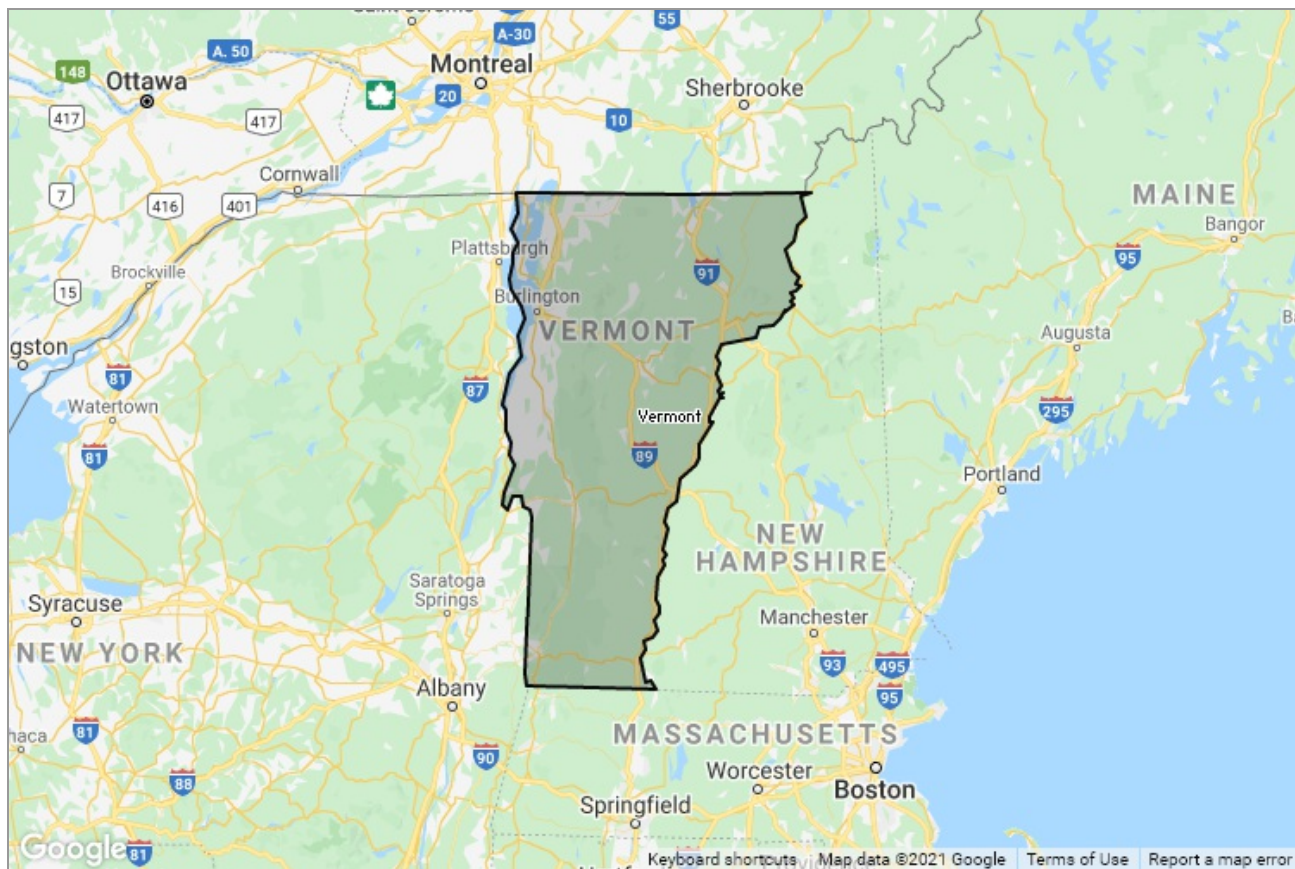 A-30
55
A. 50
148
Ottawa
Montreal
20
Sherbrooke
417
417
10
Cornwall
7
416
401
MAINE
Bangor
Plattsburgh
95
Brockville
91
15
Burlington
VERMONT
Augusta
gston
81
87
295
Watertown
Vermont
81
89
Portland
NEW
HAMPSHIRE
Saratoga
Springs
Syracuse
Manchester
NEW YORK
93
495
Albany
95
81
MASSACHUSETTS
haca
90
Worcester
88
Boston
Springfield
Google
81
Keyboard shortcuts
Map data ©2021 Google
Terms of Use
Report a map error